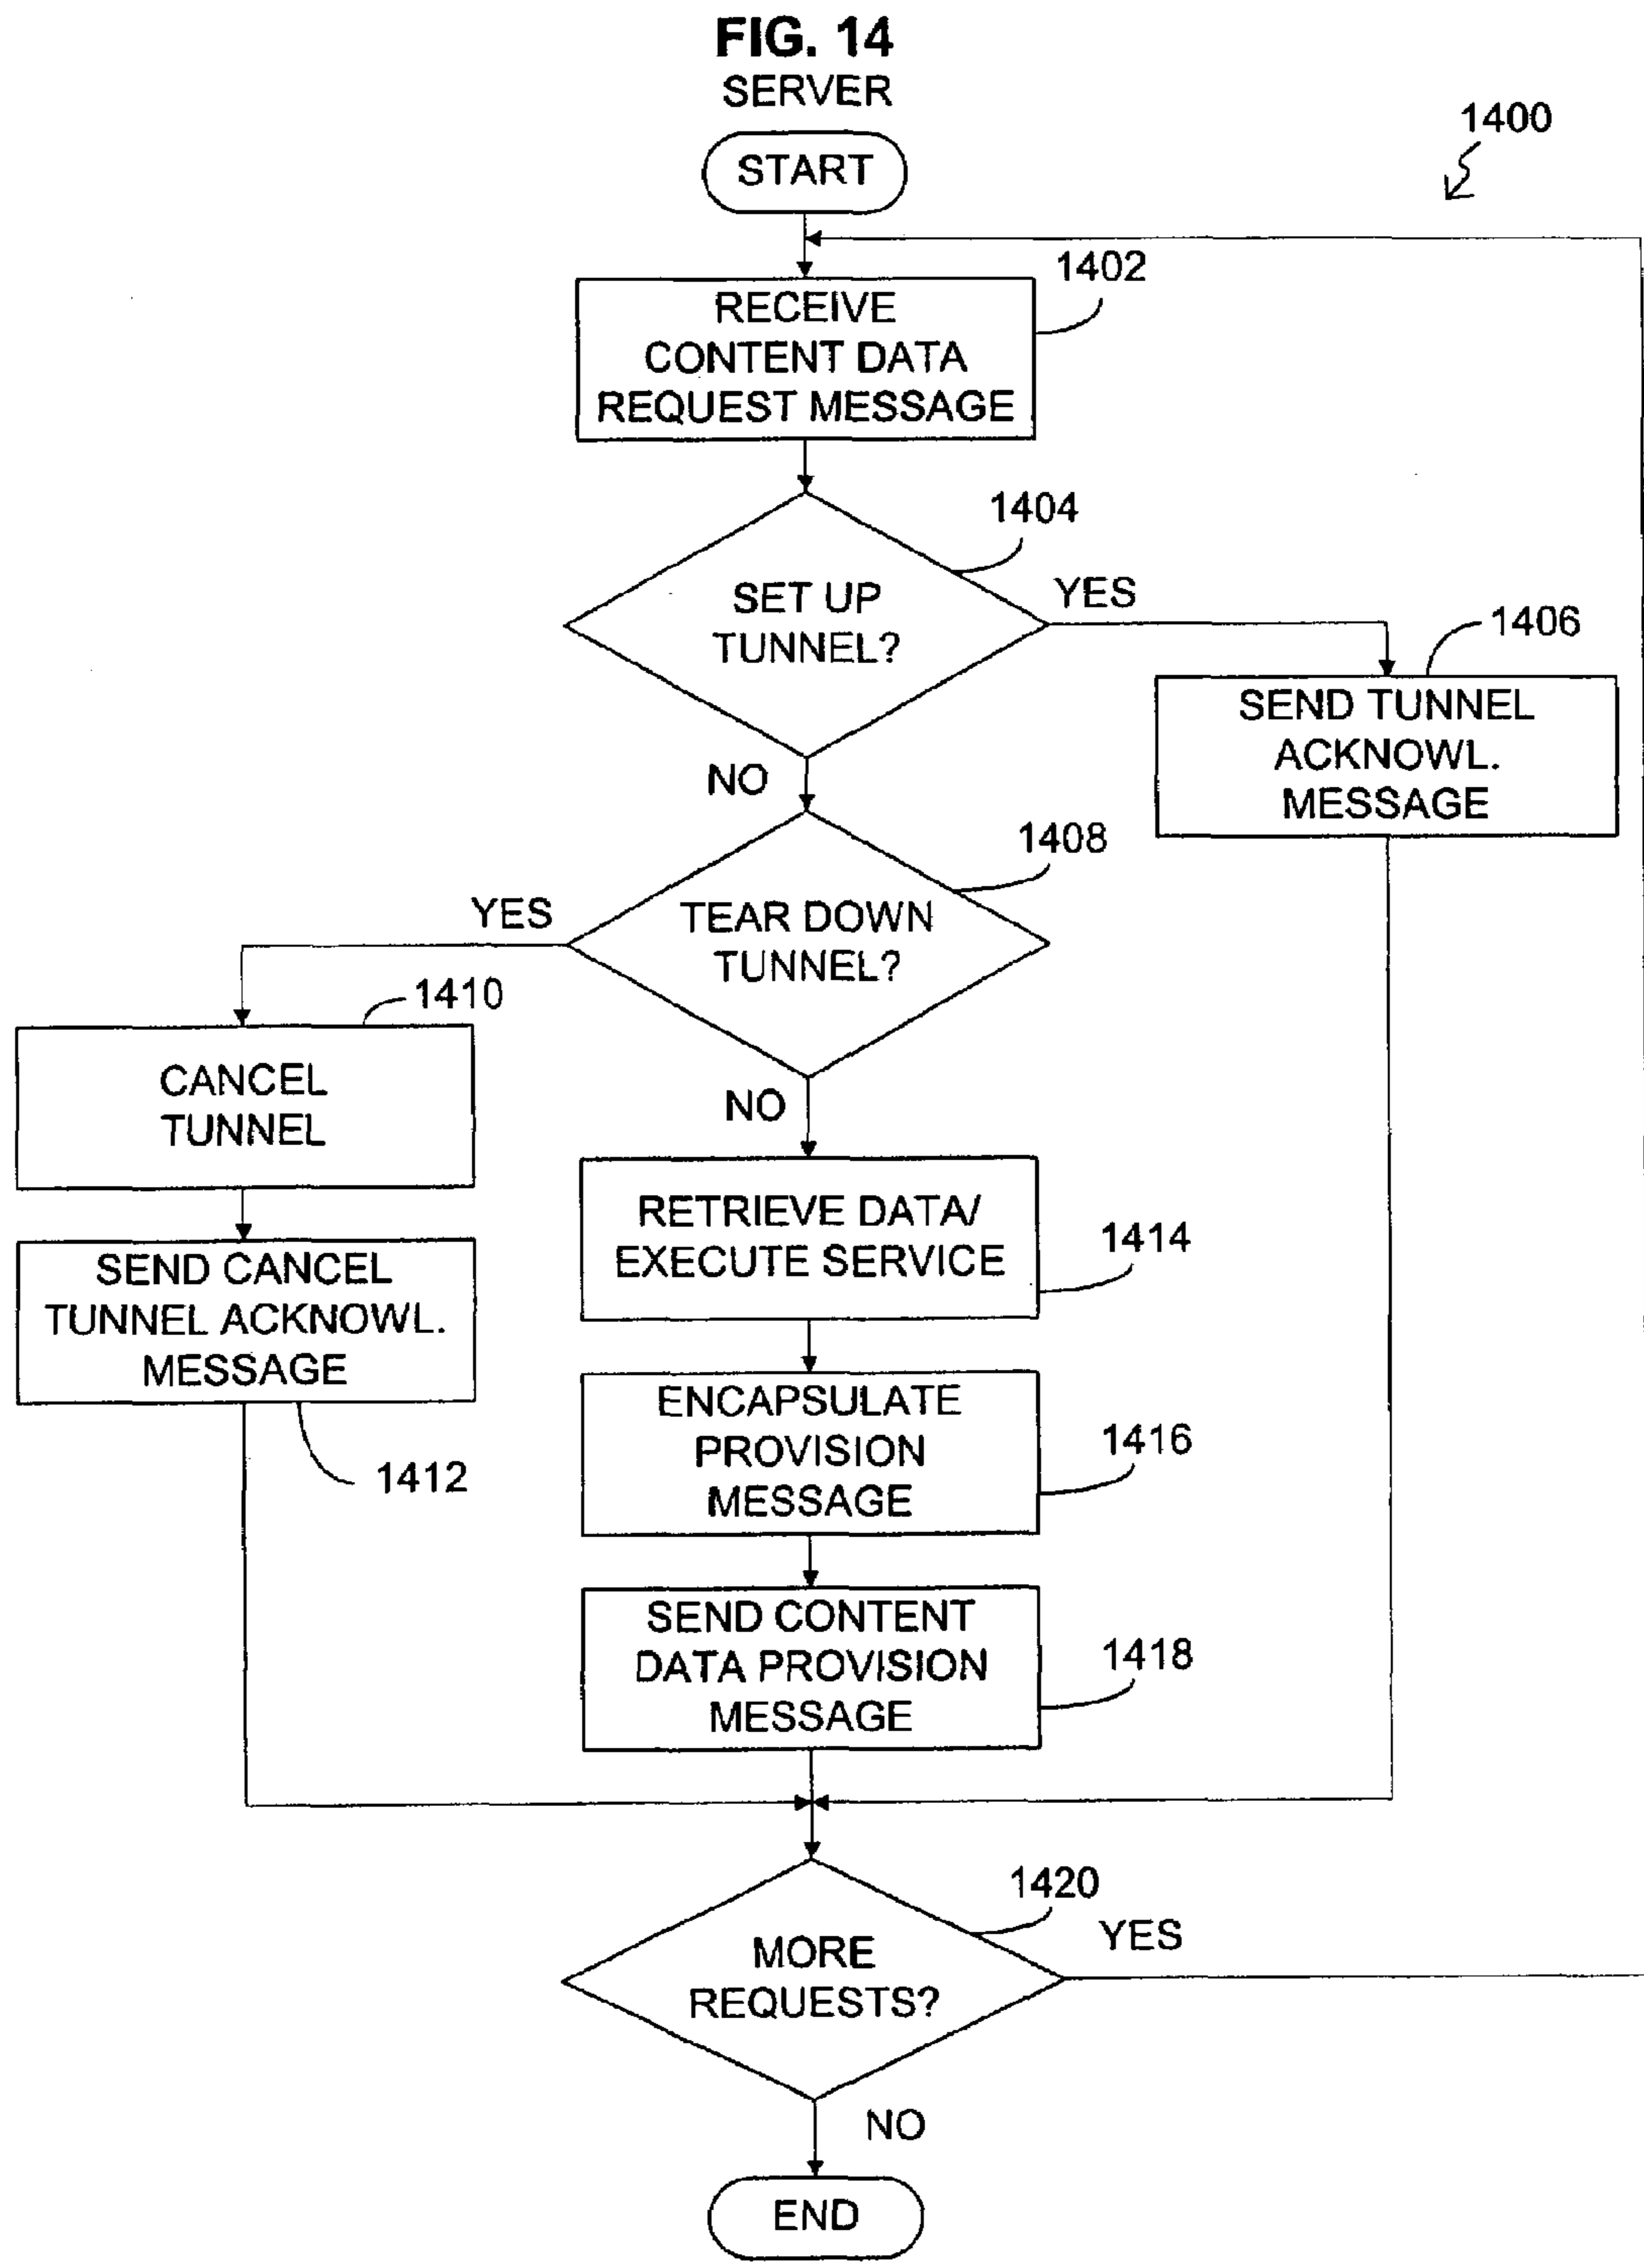 FIG. 14
SERVER
START
1400
1402
RECEIVE
CONTENT DATA
REQUEST MESSAGE
1404
SET UP
TUNNEL?
YES
1406
SEND TUNNEL
ACKNOWL.
MESSAGE
NO
1408
TEAR DOWN
TUNNEL?
YES
1410
CANCEL
TUNNEL
NO
RETRIEVE DATA/
EXECUTE SERVICE
1414
SEND CANCEL
TUNNEL ACKNOWL.
MESSAGE
1412
ENCAPSULATE
PROVISION
MESSAGE
1416
SEND CONTENT
DATA PROVISION
MESSAGE
1418
1420
MORE
REQUESTS?
YES
NO
END